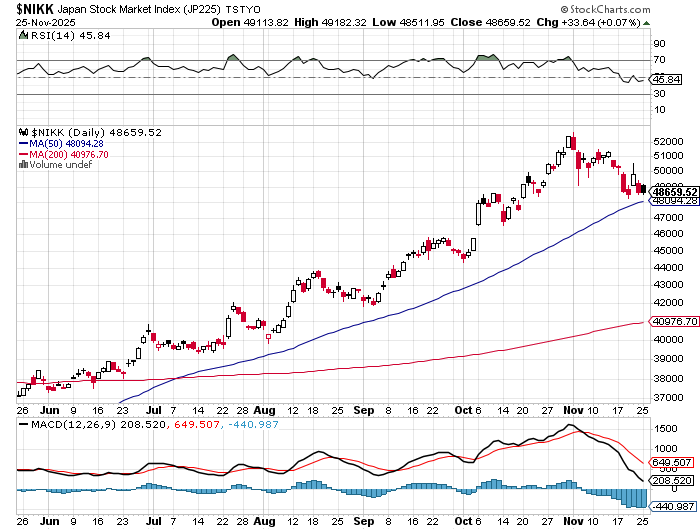 $NIKK Japan Stock Market Index (JP225) TSTYO
© StockCharts.com
25-Nov-2025
Open 49113.82 High 49182.32 Low 48511.95 Close 48659.52 Chg +33.64 (+0.07%)
RSI(14) 45.84
90
70
45.84
30
10
$NIKK (Daily) 48659.52
MA(50) 48094.28
MA(200) 40976.70
Volume undef
52000
51000
50000
48659.52
48094.28
47000
46000
45000
44000
43000
42000
40976.70
40000
39000
38000
37000
26 Jun 9 16 23 Jul 7 14 22 28 Aug 12 18 25 Sep 8 16 22 Oct 6 14 20 27 Nov 10 17 25
MACD(12,26,9) 208.520, 649.507, -440.987
1500
1000
649.507
208.520
-440.987
26 Jun 9 16 23 Jul 7 14 22 28 Aug 12 18 25 Sep 8 16 22 Oct 6 14 20 27 Nov 10 17 25